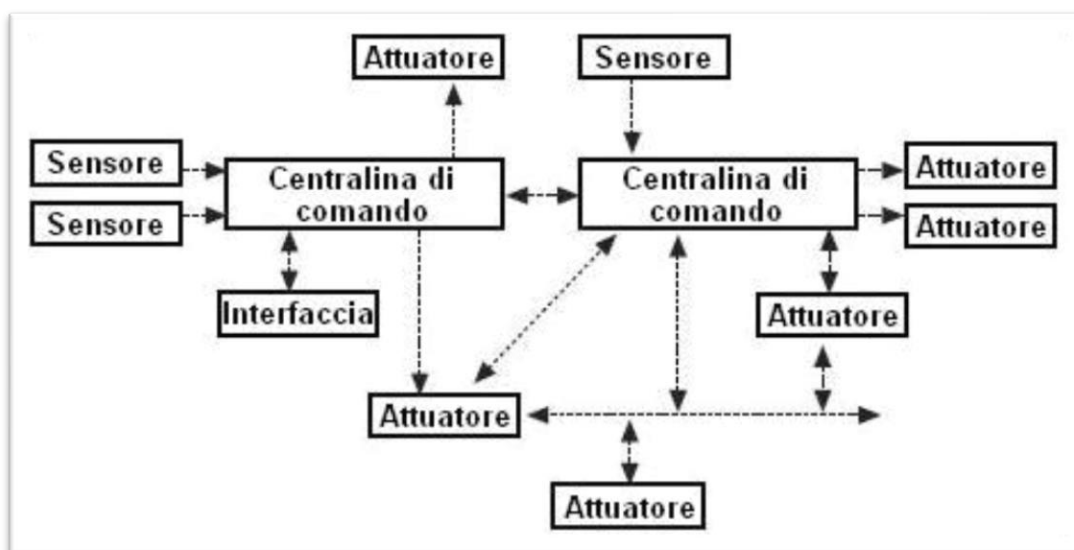 Attuatore
Sensore
Sensore
Centralina di
comando
Centralina di
comando
Attuatore
Sensore
Attuatore
Interfaccia
Attuatore
Attuatore
Attuatore